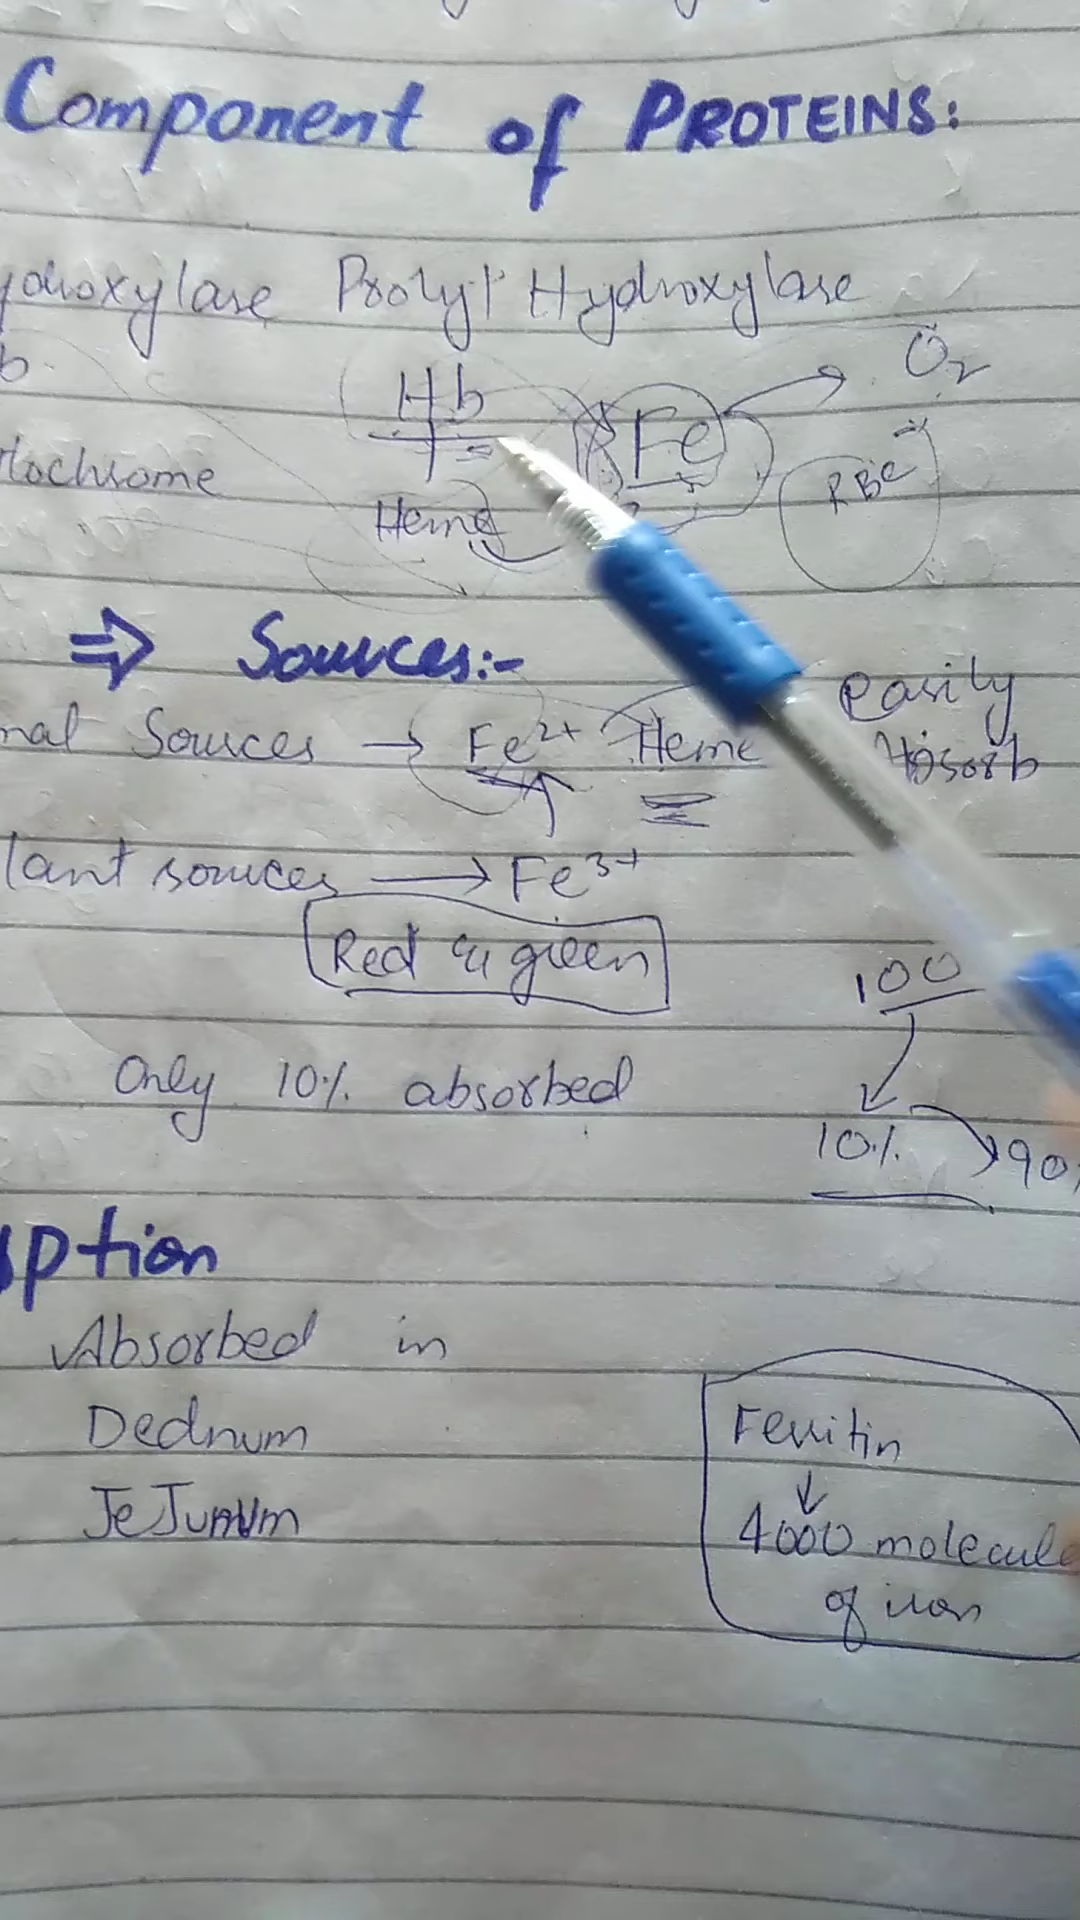 Component of PROTEINS:
ydroxylase Prolyl Hydroxylase
b
Hb Fe O2
tochrome Heme RBC
⇒ Sources:-
nal Sources → Fe2+ Heme easily
Absorb
lant sources → Fe3+
Red & green
100
Only 10% absorbed
10% 90%
ption
Absorbed in
Dednum
JeJunum
Ferritin
↓
4000 molecule
of iron